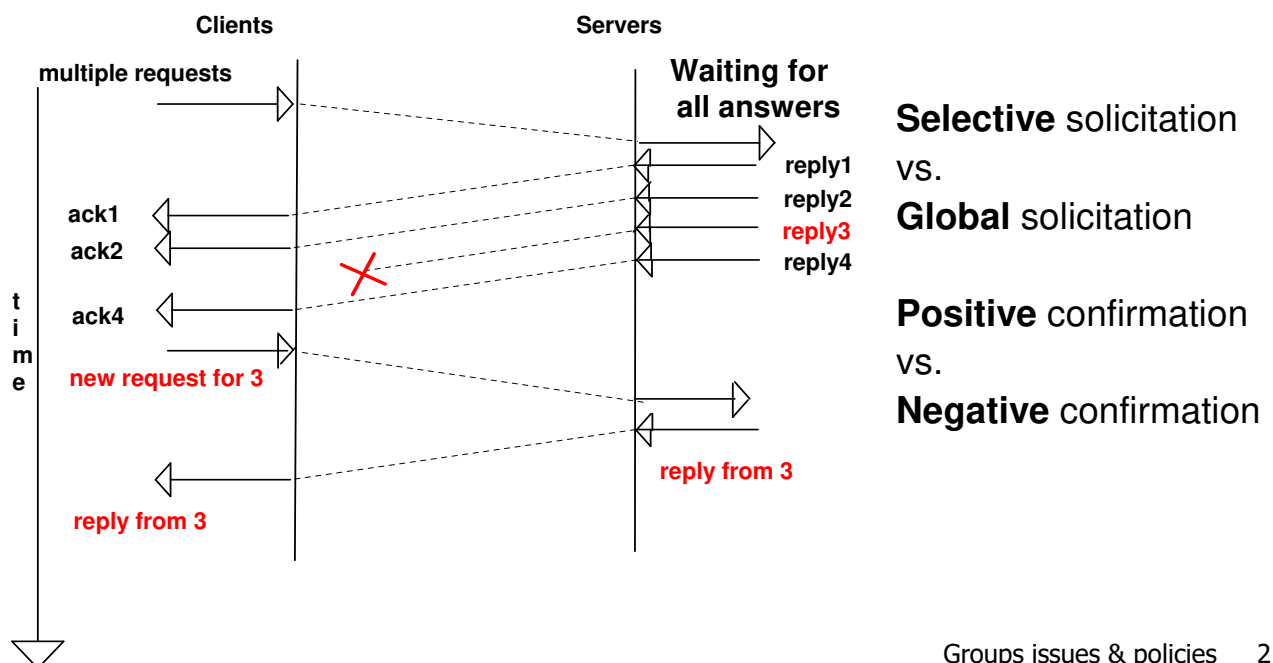 Clients
Servers
multiple requests
Waiting for
all answers
Selective solicitation
vs.
Global solicitation
reply1
reply2
reply3
reply4
ack1
ack2
ack4
time
new request for 3
Positive confirmation
vs.
Negative confirmation
reply from 3
reply from 3
Groups issues & policies 2